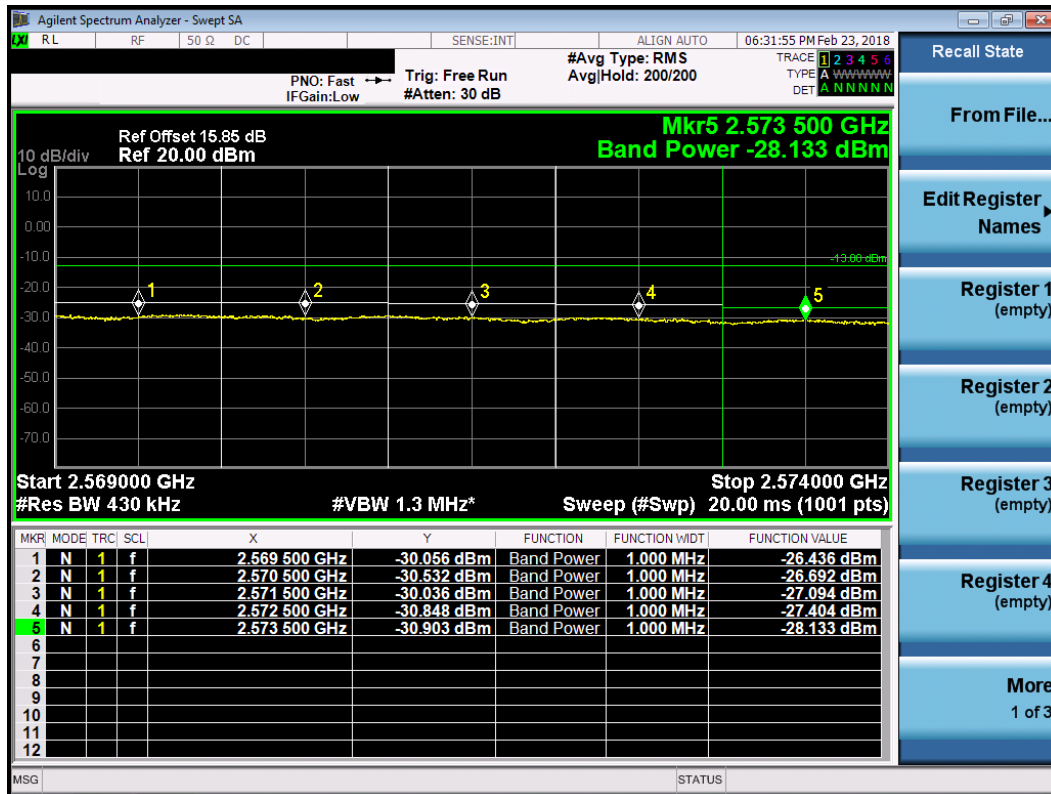 Agilent Spectrum Analyzer - Swept SA
LXI RL RF 50 Ω DC SENSE:INT ALIGN AUTO 06:31:55 PM Feb 23, 2018
PNO: Fast Trig: Free Run #Avg Type: RMS TRACE 1 2 3 4 5 6
IFGain:Low #Atten: 30 dB Avg|Hold: 200/200 TYPE A WWWWW
DET A N N N N N
Mkr5 2.573 500 GHz
Band Power -28.133 dBm
Ref Offset 15.85 dB
10 dB/div Ref 20.00 dBm
Log
10.0
0.00
-10.0
-13.00 dBm
-20.0
1 2 3 4 5
-30.0
-40.0
-50.0
-60.0
-70.0
Start 2.569000 GHz Stop 2.574000 GHz
#Res BW 430 kHz #VBW 1.3 MHz* Sweep (#Swp) 20.00 ms (1001 pts)
MKR MODE TRC SCL X Y FUNCTION FUNCTION WIDT FUNCTION VALUE
1 N 1 f 2.569 500 GHz -30.056 dBm Band Power 1.000 MHz -26.436 dBm
2 N 1 f 2.570 500 GHz -30.532 dBm Band Power 1.000 MHz -26.692 dBm
3 N 1 f 2.571 500 GHz -30.036 dBm Band Power 1.000 MHz -27.094 dBm
4 N 1 f 2.572 500 GHz -30.848 dBm Band Power 1.000 MHz -27.404 dBm
5 N 1 f 2.573 500 GHz -30.903 dBm Band Power 1.000 MHz -28.133 dBm
6
7
8
9
10
11
12
MSG STATUS
Recall State
From File...
Edit Register
Names
Register 1
(empty)
Register 2
(empty)
Register 3
(empty)
Register 4
(empty)
More
1 of 3